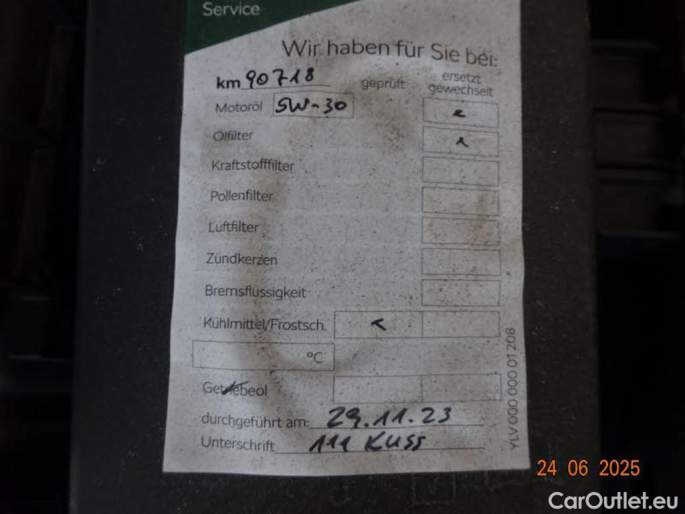 Service
Wir haben für Sie bei:
km 90718 geprüft ersetzt gewechselt
Motoröl 5W-30
Ölfilter
Kraftstofffilter
Pollenfilter
Luftfilter
Zündkerzen
Bremsflüssigkeit
Kühlmittel/Frostsch.
°C
Getriebeöl
durchgeführt am: 29.11.23
Unterschrift 111 Kuss
YLV 000 000 01 208
24 06 2025
CarOutlet.eu